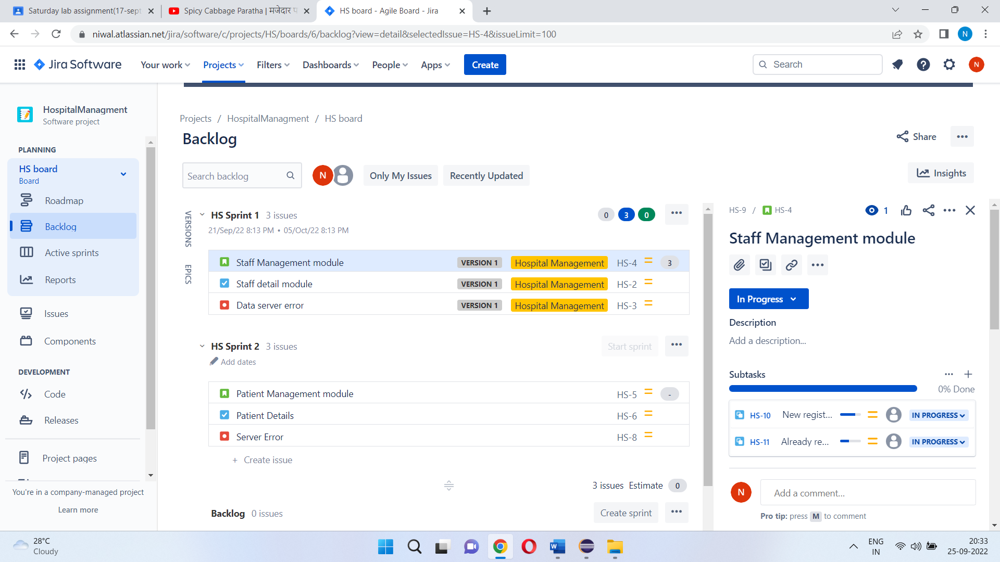 Saturday lab assignment(17-sept
Spicy Cabbage Paratha | मजेदार प
HS board - Agile Board - Jira
niwal.atlassian.net/jira/software/c/projects/HS/boards/6/backlog?view=detail&selectedIssue=HS-4&issueLimit=100
N
Jira Software
Your work
Projects
Filters
Dashboards
People
Apps
Create
Search
N
HospitalManagment
Software project
PLANNING
HS board
Board
Roadmap
Backlog
Active sprints
Reports
Issues
Components
DEVELOPMENT
Code
Releases
Project pages
You're in a company-managed project
Learn more
Projects / HospitalManagment / HS board
Backlog
Share
Search backlog
N
Only My Issues
Recently Updated
Insights
VERSIONS
EPICS
HS Sprint 1 3 issues
0 3 0
21/Sep/22 8:13 PM • 05/Oct/22 8:13 PM
Staff Management module VERSION 1 Hospital Management HS-4 3
Staff detail module VERSION 1 Hospital Management HS-2
Data server error VERSION 1 Hospital Management HS-3
HS Sprint 2 3 issues
Start sprint
Add dates
Patient Management module HS-5 -
Patient Details HS-6
Server Error HS-8
+ Create issue
3 issues Estimate 0
Backlog 0 issues
Create sprint
HS-9 / HS-4
1
Staff Management module
In Progress
Description
Add a description...
Subtasks
0% Done
HS-10 New regist... IN PROGRESS
HS-11 Already re... IN PROGRESS
N
Add a comment...
Pro tip: press M to comment
28°C
Cloudy
ENG
IN
20:33
25-09-2022